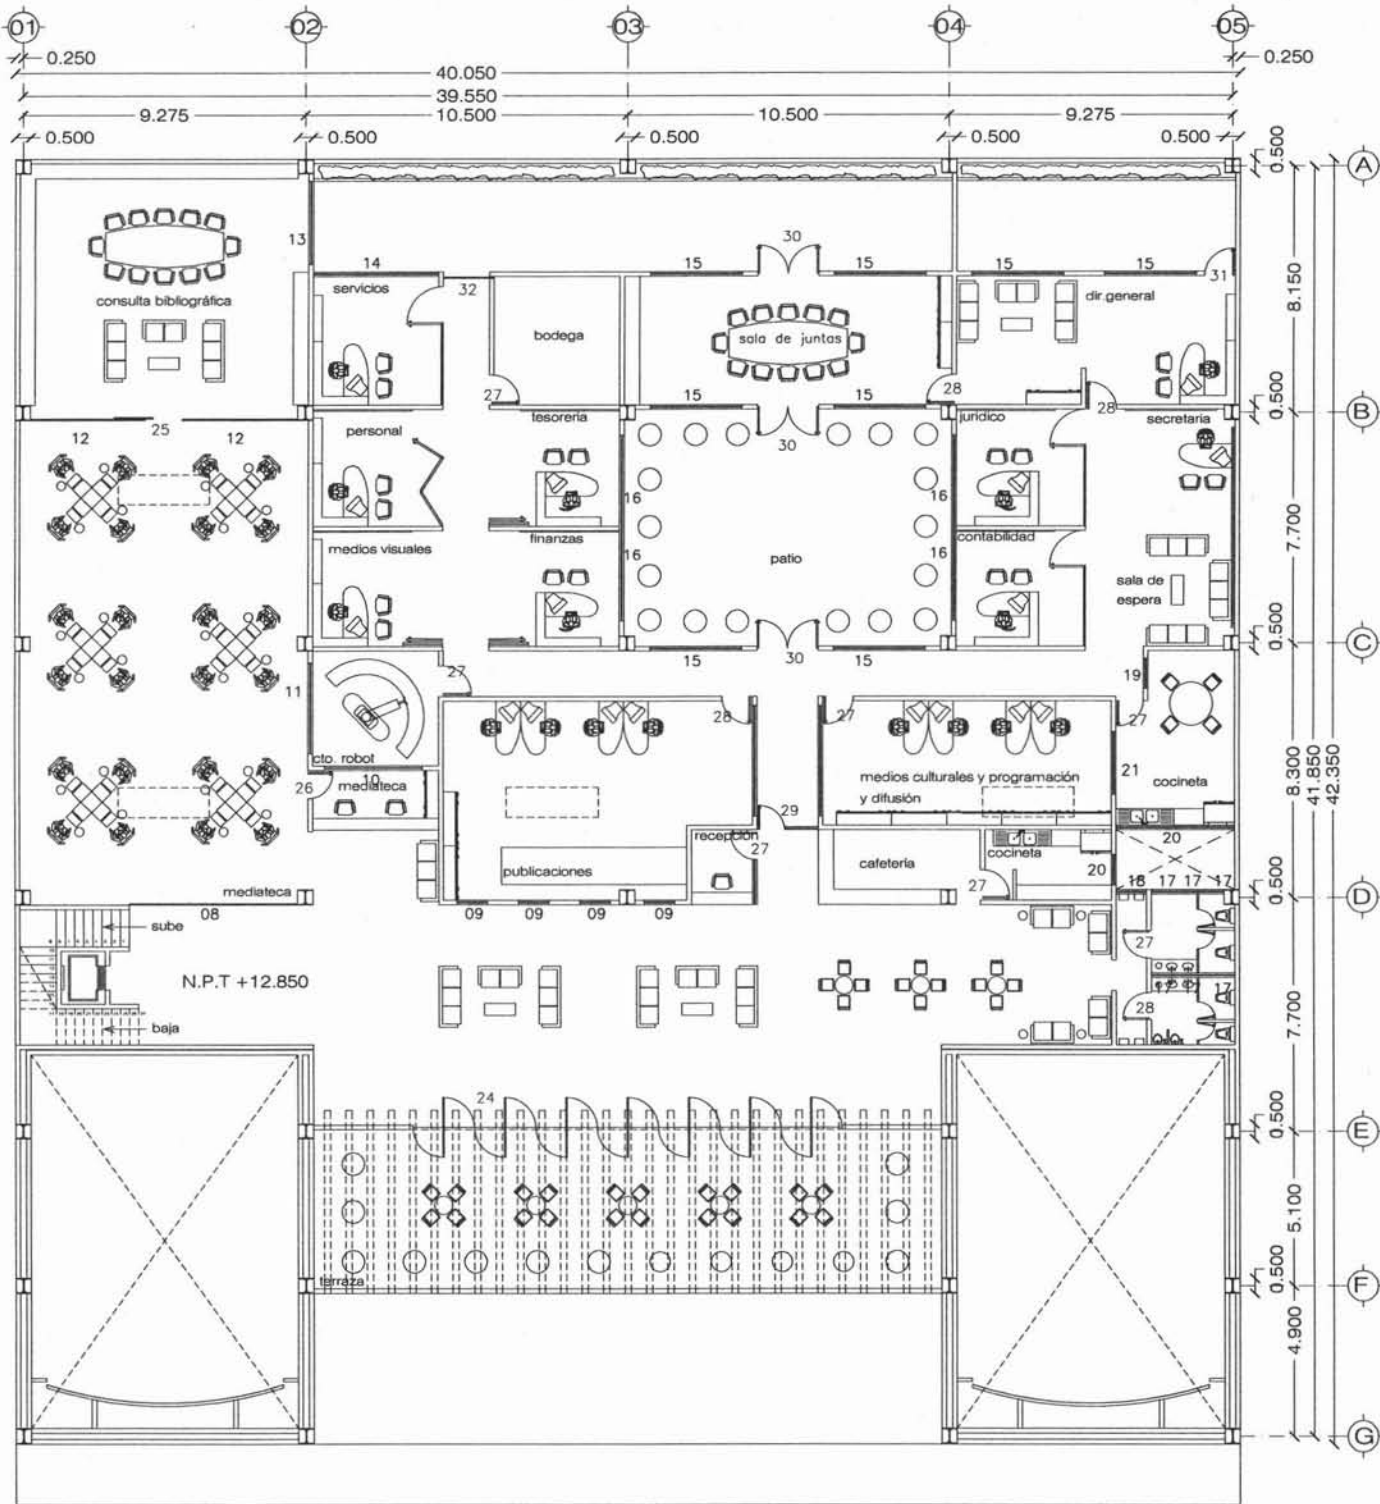 01 02 03 04 05
0.250 0.250
40.050
39.550
9.275 10.500 10.500 9.275
0.500 0.500 0.500 0.500 0.500
0.500 A
13 30
14 15 15 15 15
servicios 32 31
consulta bibliográfica dir.general
8.150
bodega sala de juntas
27 28
15 15 28
0.500 B
tesoreria juridico secretaria
25
12 12 personal 30
16 16
7.700
medios visuales finanzas 16 16 contabilidad
patio
sala de
espera
0.500 C
15 30 15
11 27 19
28 27 27
cto. robot
10
26 mediateca
medios culturales y programación
y difusión
21 cocineta
8.300
41.850
42.350
29
recepción 27
20
cafetería cocineta
20
publicaciones
27
mediateca
18 17 17 17
0.500 D
08
09 09 09 09
sube
27
N.P.T +12.850
17 17 17
28
baja
7.700
24
0.500 E
5.100
terraza
0.500 F
4.900
G